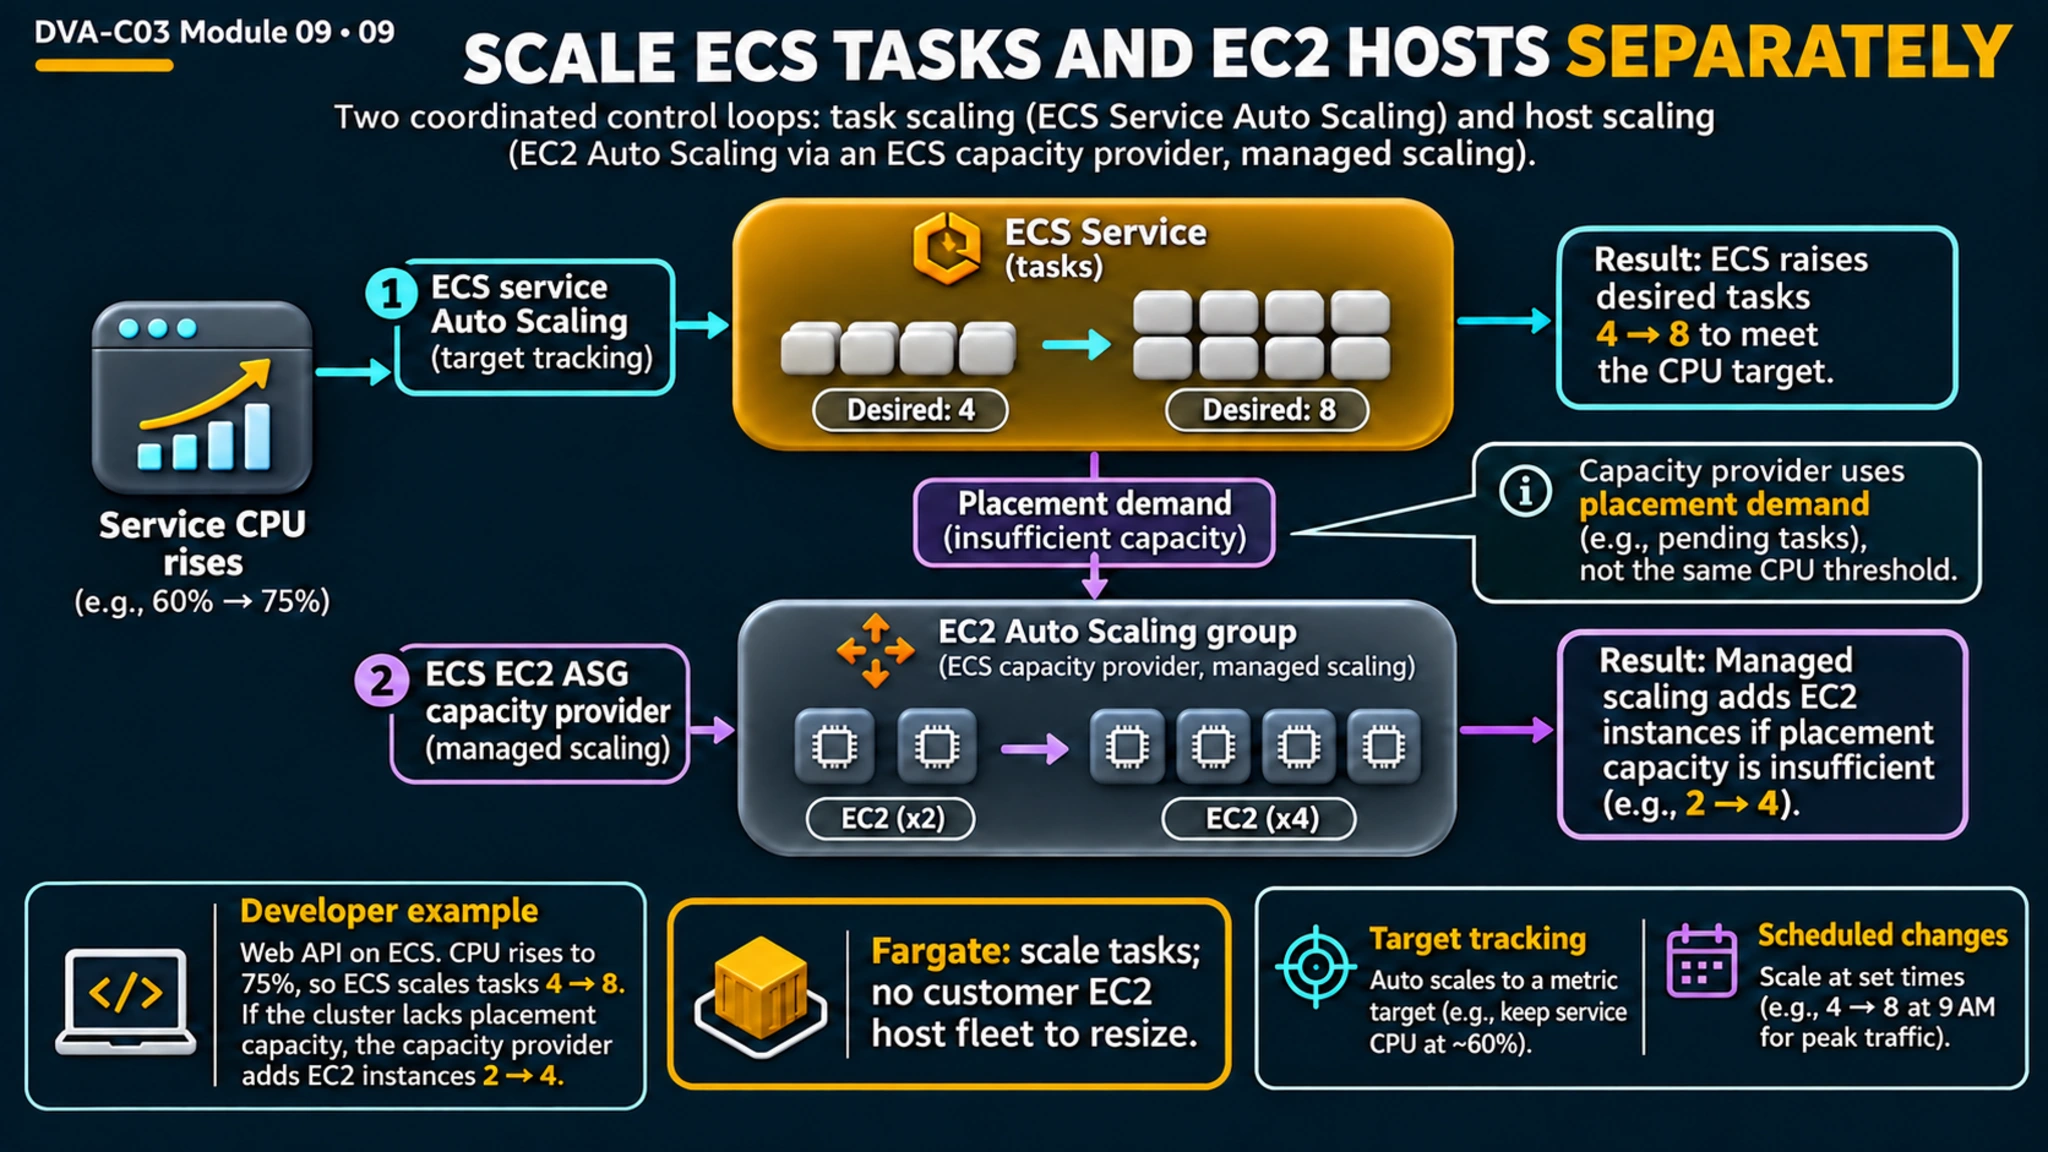 DVA-C03 Module 09 • 09
SCALE ECS TASKS AND EC2 HOSTS SEPARATELY
Two coordinated control loops: task scaling (ECS Service Auto Scaling) and host scaling
(EC2 Auto Scaling via an ECS capacity provider, managed scaling).
Service CPU
rises
(e.g., 60% → 75%)
1
ECS service
Auto Scaling
(target tracking)
ECS Service
(tasks)
Desired: 4
Desired: 8
Result: ECS raises
desired tasks
4 → 8 to meet
the CPU target.
Placement demand
(insufficient capacity)
Capacity provider uses
placement demand
(e.g., pending tasks),
not the same CPU threshold.
2
ECS EC2 ASG
capacity provider
(managed scaling)
EC2 Auto Scaling group
(ECS capacity provider, managed scaling)
EC2 (x2)
EC2 (x4)
Result: Managed
scaling adds EC2
instances if placement
capacity is insufficient
(e.g., 2 → 4).
Developer example
Web API on ECS. CPU rises to
75%, so ECS scales tasks 4 → 8.
If the cluster lacks placement
capacity, the capacity provider
adds EC2 instances 2 → 4.
Fargate: scale tasks;
no customer EC2
host fleet to resize.
Target tracking
Auto scales to a metric
target (e.g., keep service
CPU at ~60%).
Scheduled changes
Scale at set times
(e.g., 4 → 8 at 9 AM
for peak traffic).